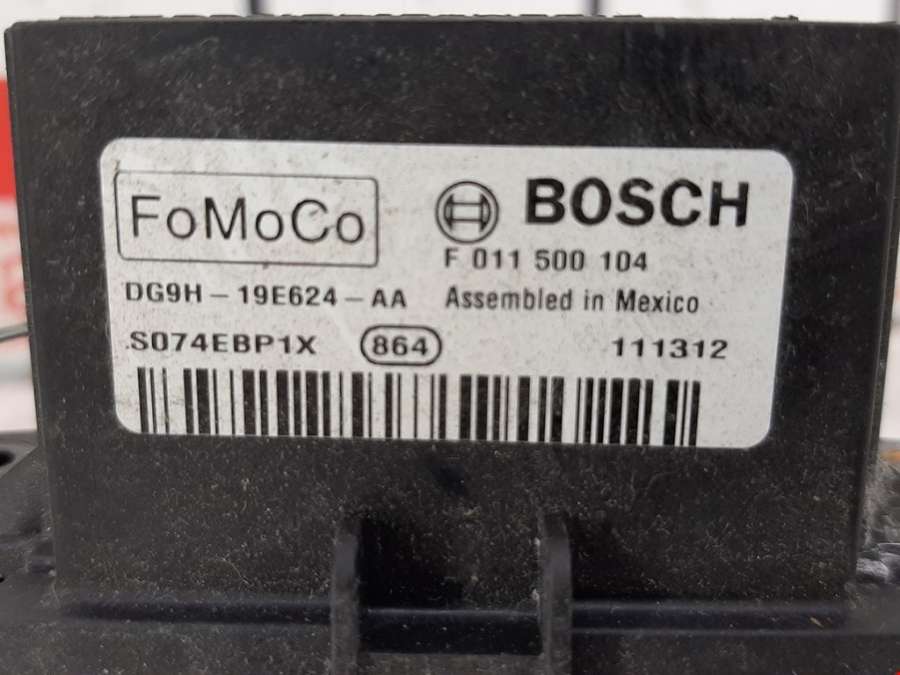 FoMoCo
BOSCH
F 011 500 104
DG9H – 19E624 – AA
Assembled in Mexico
S074EBP1X
864
111312